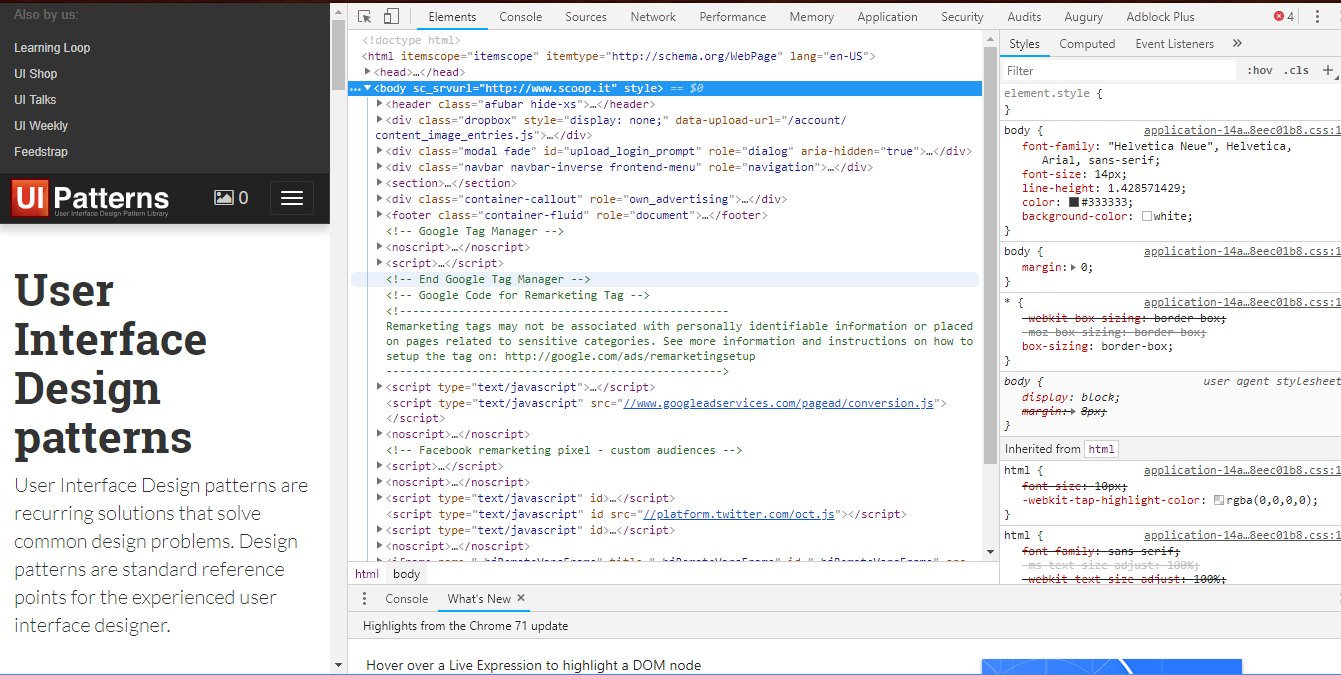 Also by us:
Learning Loop
UI Shop
UI Talks
UI Weekly
Feedstrap
UI Patterns
User Interface Design Pattern Library
0
User
Interface
Design
patterns
User Interface Design patterns are
recurring solutions that solve
common design problems. Design
patterns are standard reference
points for the experienced user
interface designer.
Elements Console Sources Network Performance Memory Application Security Audits Augury Adblock Plus 4
<!doctype html>
<html itemscope="itemscope" itemtype="http://schema.org/WebPage" lang="en-US">
<head>…</head>
…<body sc_srvurl="http://www.scoop.it" style> == $0
<header class="afubar hide-xs">…</header>
<div class="dropbox" style="display: none;" data-upload-url="/account/
content_image_entries.js">…</div>
<div class="modal fade" id="upload_login_prompt" role="dialog" aria-hidden="true">…</div>
<div class="navbar navbar-inverse frontend-menu" role="navigation">…</div>
<section>…</section>
<div class="container-callout" role="own_advertising">…</div>
<footer class="container-fluid" role="document">…</footer>
<!-- Google Tag Manager -->
<noscript>…</noscript>
<script>…</script>
<!-- End Google Tag Manager -->
<!-- Google Code for Remarketing Tag -->
<!--------------------------------------------------
Remarketing tags may not be associated with personally identifiable information or placed
on pages related to sensitive categories. See more information and instructions on how to
setup the tag on: http://google.com/ads/remarketingsetup
--------------------------------------------------->
<script type="text/javascript">…</script>
<script type="text/javascript" src="//www.googleadservices.com/pagead/conversion.js">
</script>
<noscript>…</noscript>
<!-- Facebook remarketing pixel - custom audiences -->
<script>…</script>
<noscript>…</noscript>
<script type="text/javascript" id>…</script>
<script type="text/javascript" id src="//platform.twitter.com/oct.js"></script>
<script type="text/javascript" id>…</script>
<noscript>…</noscript>
html body
Styles Computed Event Listeners »
Filter :hov .cls +
element.style {
}
body { application-14a…8eec01b8.css:1
font-family: "Helvetica Neue", Helvetica,
Arial, sans-serif;
font-size: 14px;
line-height: 1.428571429;
color: #333333;
background-color: white;
}
body { application-14a…8eec01b8.css:1
margin: 0;
}
* { application-14a…8eec01b8.css:1
-webkit-box-sizing: border-box;
-moz-box-sizing: border-box;
box-sizing: border-box;
}
body { user agent stylesheet
display: block;
margin: 8px;
}
Inherited from html
html { application-14a…8eec01b8.css:1
font-size: 10px;
-webkit-tap-highlight-color: rgba(0,0,0,0);
}
html { application-14a…8eec01b8.css:1
font-family: sans-serif;
-ms-text-size-adjust: 100%;
-webkit-text-size-adjust: 100%;
Console What's New ×
Highlights from the Chrome 71 update
Hover over a Live Expression to highlight a DOM node